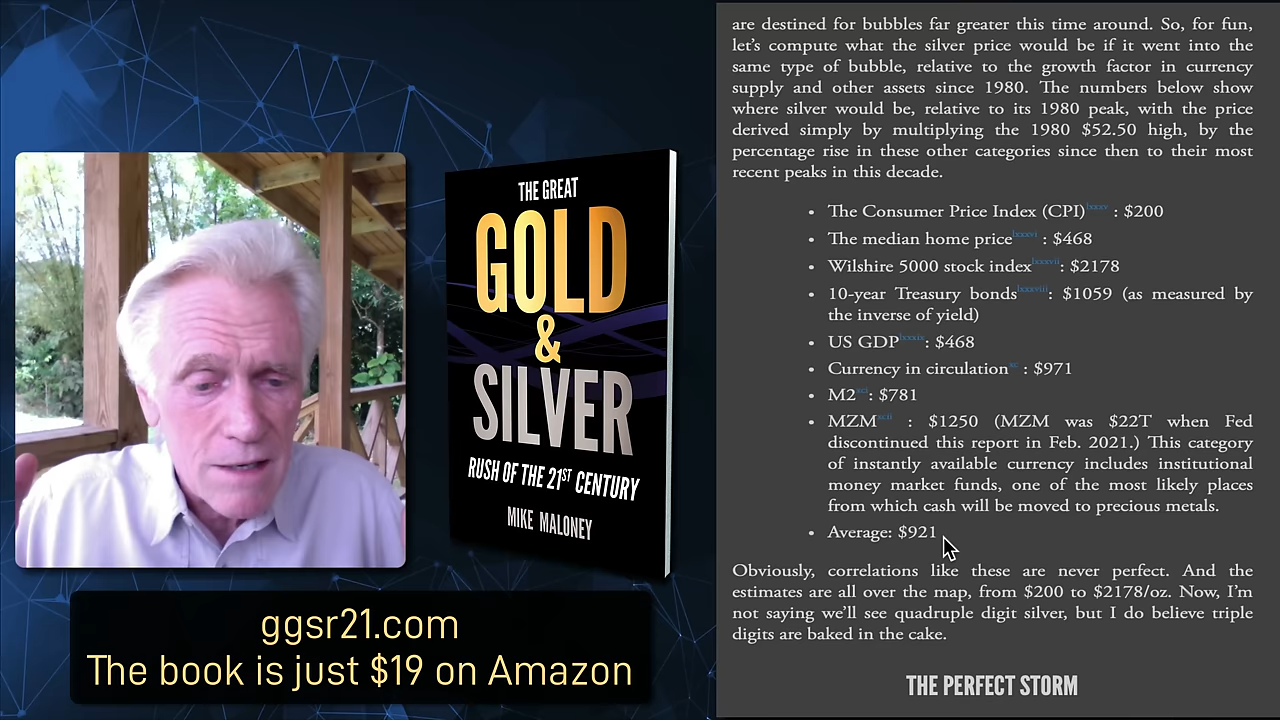 THE GREAT
GOLD
&
SILVER
RUSH OF THE 21ST CENTURY
MIKE MALONEY
ggsr21.com
The book is just $19 on Amazon
are destined for bubbles far greater this time around. So, for fun,
let’s compute what the silver price would be if it went into the
same type of bubble, relative to the growth factor in currency
supply and other assets since 1980. The numbers below show
where silver would be, relative to its 1980 peak, with the price
derived simply by multiplying the 1980 $52.50 high, by the
percentage rise in these other categories since then to their most
recent peaks in this decade.
• The Consumer Price Index (CPI)lxxxv : $200
• The median home pricelxxxvi : $468
• Wilshire 5000 stock indexlxxxvii: $2178
• 10-year Treasury bondslxxxviii: $1059 (as measured by
the inverse of yield)
• US GDPlxxxix: $468
• Currency in circulationxc : $971
• M2xci: $781
• MZMxcii : $1250 (MZM was $22T when Fed
discontinued this report in Feb. 2021.) This category
of instantly available currency includes institutional
money market funds, one of the most likely places
from which cash will be moved to precious metals.
• Average: $921
Obviously, correlations like these are never perfect. And the
estimates are all over the map, from $200 to $2178/oz. Now, I’m
not saying we’ll see quadruple digit silver, but I do believe triple
digits are baked in the cake.
THE PERFECT STORM